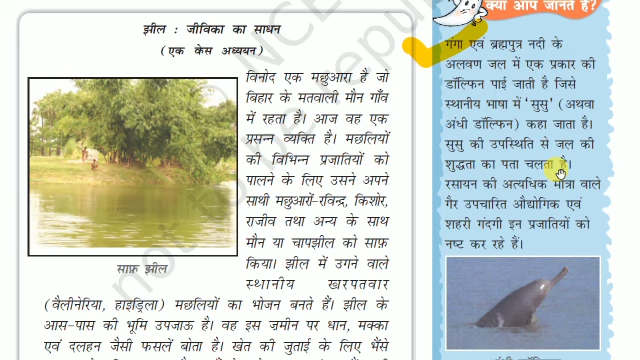 झील : जीविका का साधन
(एक केस अध्ययन)
विनोद एक मछुआरा है जो
बिहार के मतवाली मौन गाँव
में रहता है। आज वह एक
प्रसन्न व्यक्ति है। मछलियों
की विभिन्न प्रजातियों को
पालने के लिए उसने अपने
साथी मछुआरों-रविन्द्र, किशोर,
राजीव तथा अन्य के साथ
मौन या चापझील को साफ़
किया। झील में उगने वाले
स्थानीय खरपतवार
(वैलीनेरिया, हाइड्रिला) मछलियों का भोजन बनते हैं। झील के
आस-पास की भूमि उपजाऊ है। वह इस ज़मीन पर धान, मक्का
एवं दलहन जैसी फसलें बोता है। खेत की जुताई के लिए भैंसे
साफ़ झील
क्या आप जानते हैं?
गंगा एवं ब्रह्मपुत्र नदी के
अलवण जल में एक प्रकार की
डॉल्फिन पाई जाती है जिसे
स्थानीय भाषा में 'सुसु' (अथवा
अंधी डॉल्फिन) कहा जाता है।
सुसु की उपस्थिति से जल की
शुद्धता का पता चलता है।
रसायन की अत्यधिक मात्रा वाले
गैर उपचारित औद्योगिक एवं
शहरी गंदगी इन प्रजातियों को
नष्ट कर रहे हैं।